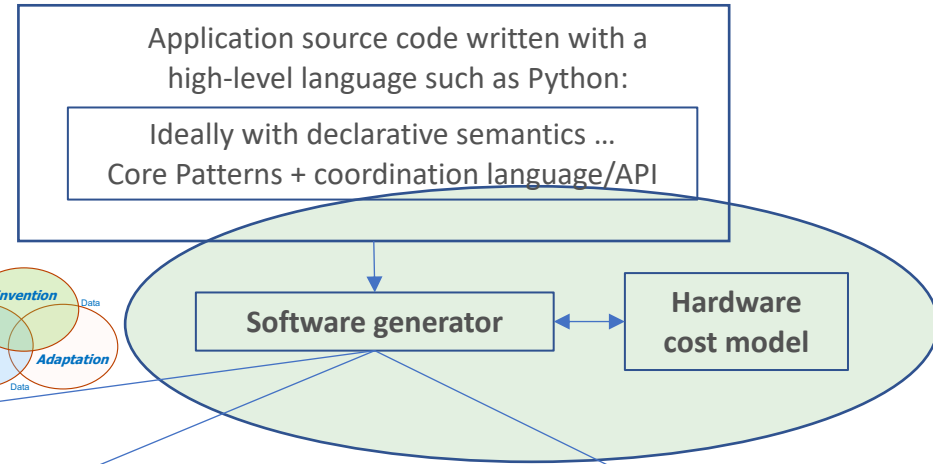 Application source code written with a
high-level language such as Python:
Ideally with declarative semantics …
Core Patterns + coordination language/API
Data
Adaptation
Data
Software generator
Hardware
cost model